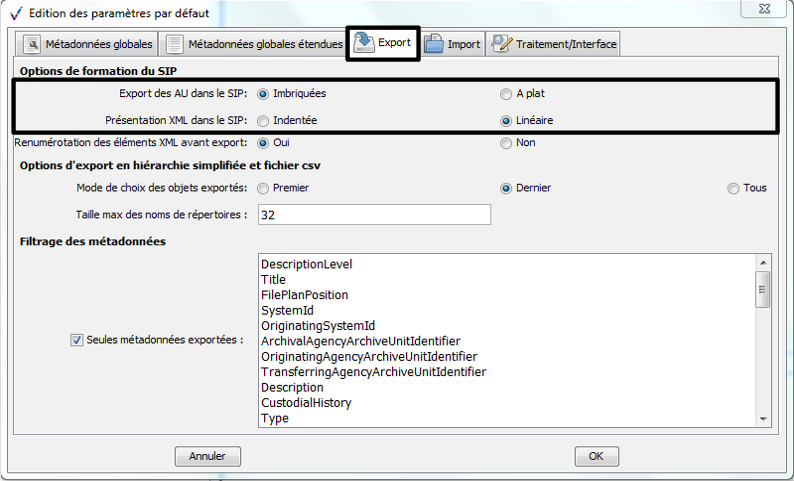 Edition des paramètres par défaut
Métadonnées globales Métadonnées globales étendues Export Import Traitement/Interface
Options de formation du SIP
Export des AU dans le SIP: Imbriquées A plat
Présentation XML dans le SIP: Indentée Linéaire
Renumérotation des éléments XML avant export: Oui Non
Options d'export en hiérarchie simplifiée et fichier csv
Mode de choix des objets exportés: Premier Dernier Tous
Taille max des noms de répertoires : 32
Filtrage des métadonnées
DescriptionLevel
Title
FilePlanPosition
SystemId
OriginatingSystemId
Seules métadonnées exportées : ArchivalAgencyArchiveUnitIdentifier
OriginatingAgencyArchiveUnitIdentifier
TransferringAgencyArchiveUnitIdentifier
Description
CustodialHistory
Type
Annuler OK